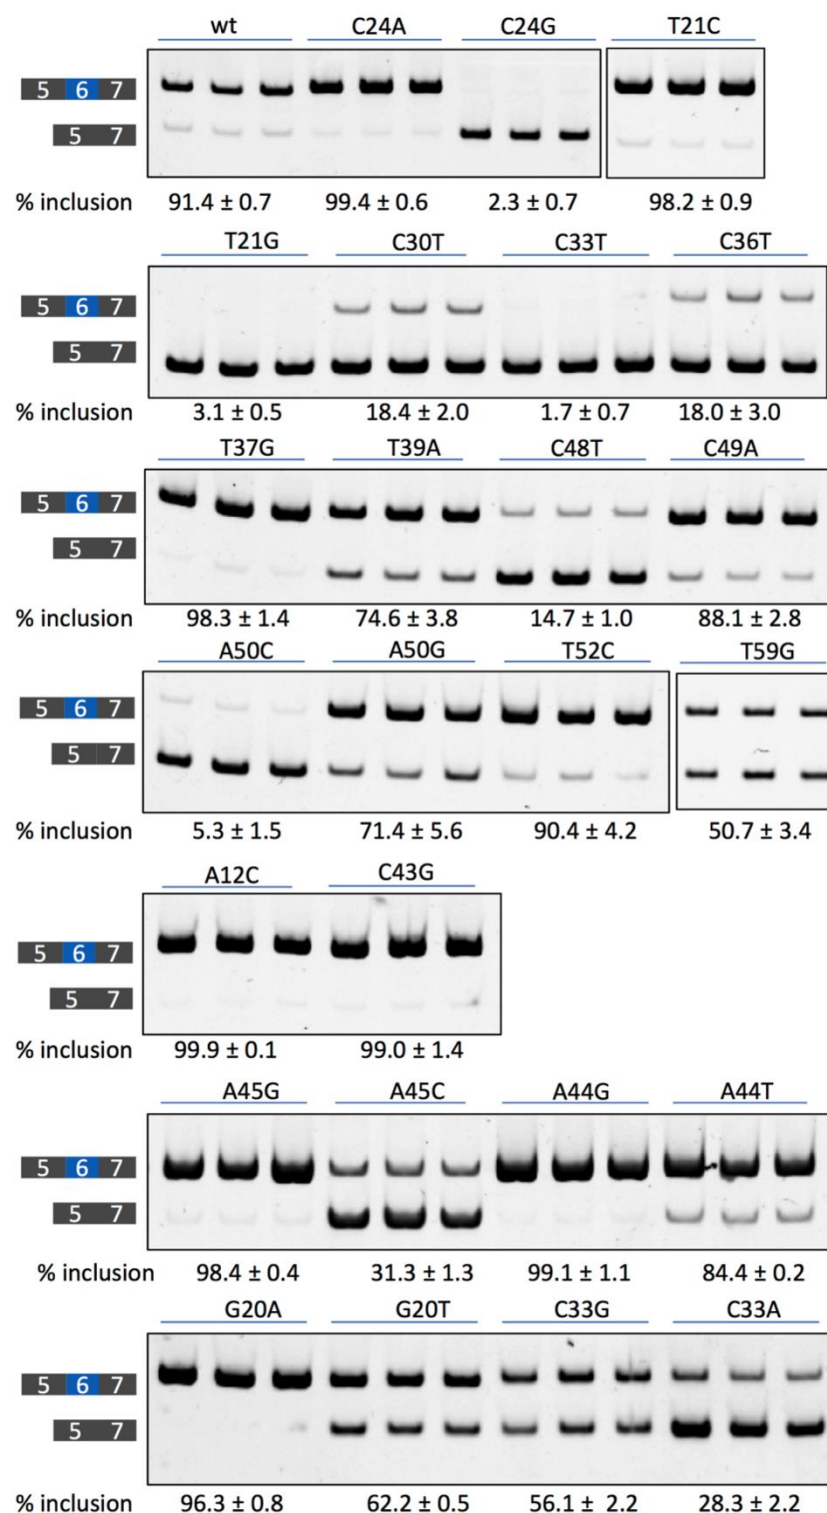 wt C24A C24G T21C
5 6 7
5 7
% inclusion 91.4 ± 0.7 99.4 ± 0.6 2.3 ± 0.7 98.2 ± 0.9
T21G C30T C33T C36T
5 6 7
5 7
% inclusion 3.1 ± 0.5 18.4 ± 2.0 1.7 ± 0.7 18.0 ± 3.0
T37G T39A C48T C49A
5 6 7
5 7
% inclusion 98.3 ± 1.4 74.6 ± 3.8 14.7 ± 1.0 88.1 ± 2.8
A50C A50G T52C T59G
5 6 7
5 7
% inclusion 5.3 ± 1.5 71.4 ± 5.6 90.4 ± 4.2 50.7 ± 3.4
A12C C43G
5 6 7
5 7
% inclusion 99.9 ± 0.1 99.0 ± 1.4
A45G A45C A44G A44T
5 6 7
5 7
% inclusion 98.4 ± 0.4 31.3 ± 1.3 99.1 ± 1.1 84.4 ± 0.2
G20A G20T C33G C33A
5 6 7
5 7
% inclusion 96.3 ± 0.8 62.2 ± 0.5 56.1 ± 2.2 28.3 ± 2.2